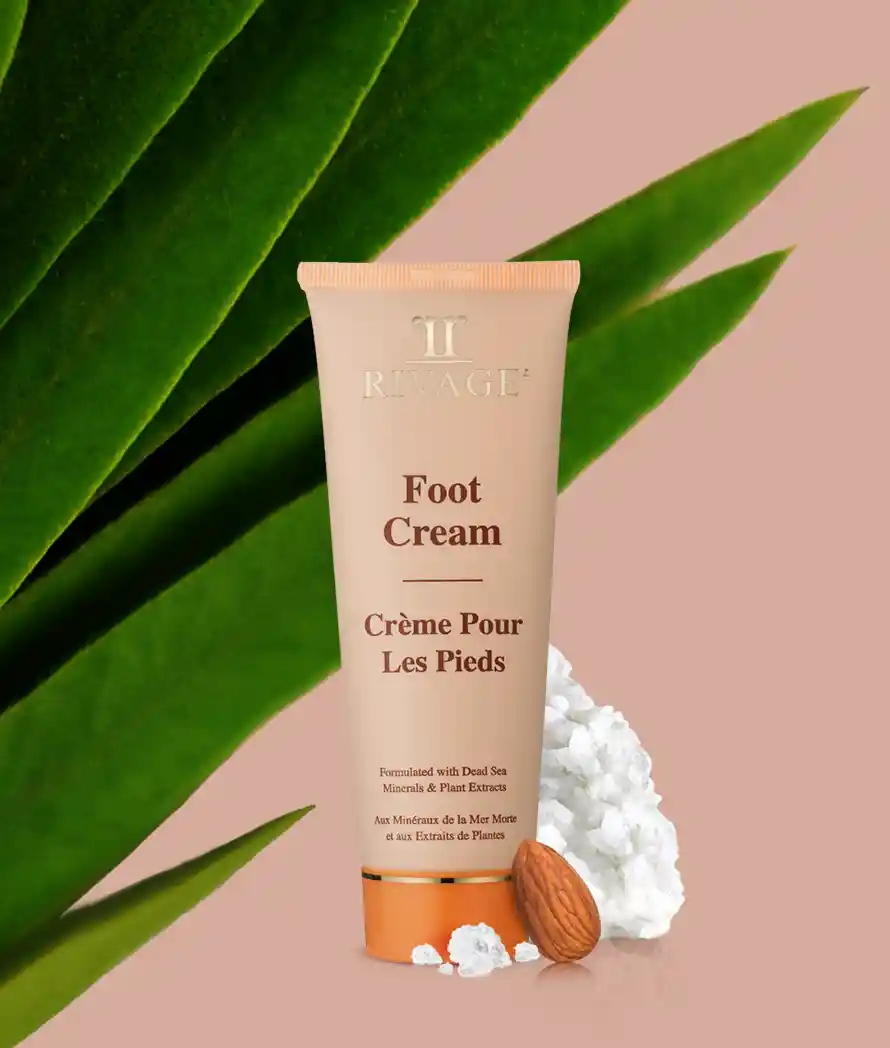 RIVAGE
Foot
Cream
Crème Pour
Les Pieds
Formulated with Dead Sea
Minerals & Plant Extracts
Aux Minéraux de la Mer Morte
et aux Extraits de Plantes